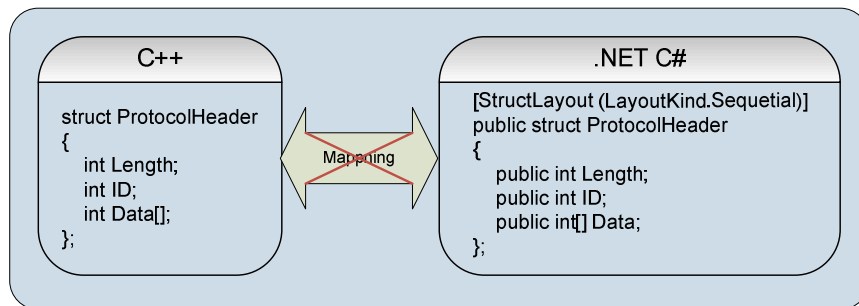 C++
struct ProtocolHeader
{
int Length;
int ID;
int Data[];
};
Mappning
.NET C#
[StructLayout (LayoutKind.Sequetial)]
public struct ProtocolHeader
{
public int Length;
public int ID;
public int[] Data;
};